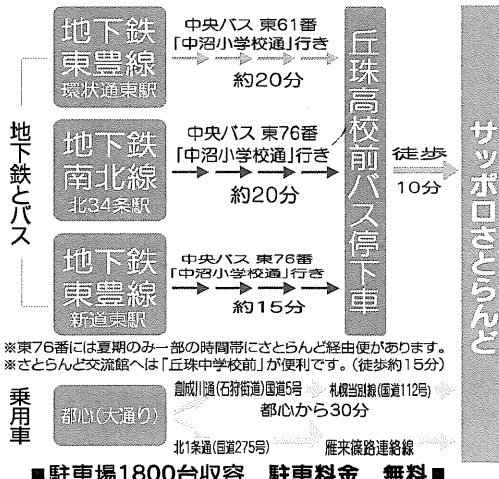 地下鉄とバス
地下鉄
東豊線
環状通東駅
中央バス 東61番
「中沼小学校通」行き
約20分
地下鉄
南北線
北34条駅
中央バス 東76番
「中沼小学校通」行き
約20分
地下鉄
東豊線
新道東駅
中央バス 東76番
「中沼小学校通」行き
約15分
丘珠高校前バス停下車
徒歩
10分
サッポロさとらんど
※東76番には夏期のみ一部の時間帯にさとらんど経由便があります。
※さとらんど交流館へは「丘珠中学校前」が便利です。(徒歩約15分)
乗用車
都心(大通り)
創成川通(石狩街道)国道5号
札幌当別線(国道112号)
都心から30分
北1条通(国道275号)
雁来篠路連絡線
■駐車場1800台収容 駐車料金 無料■